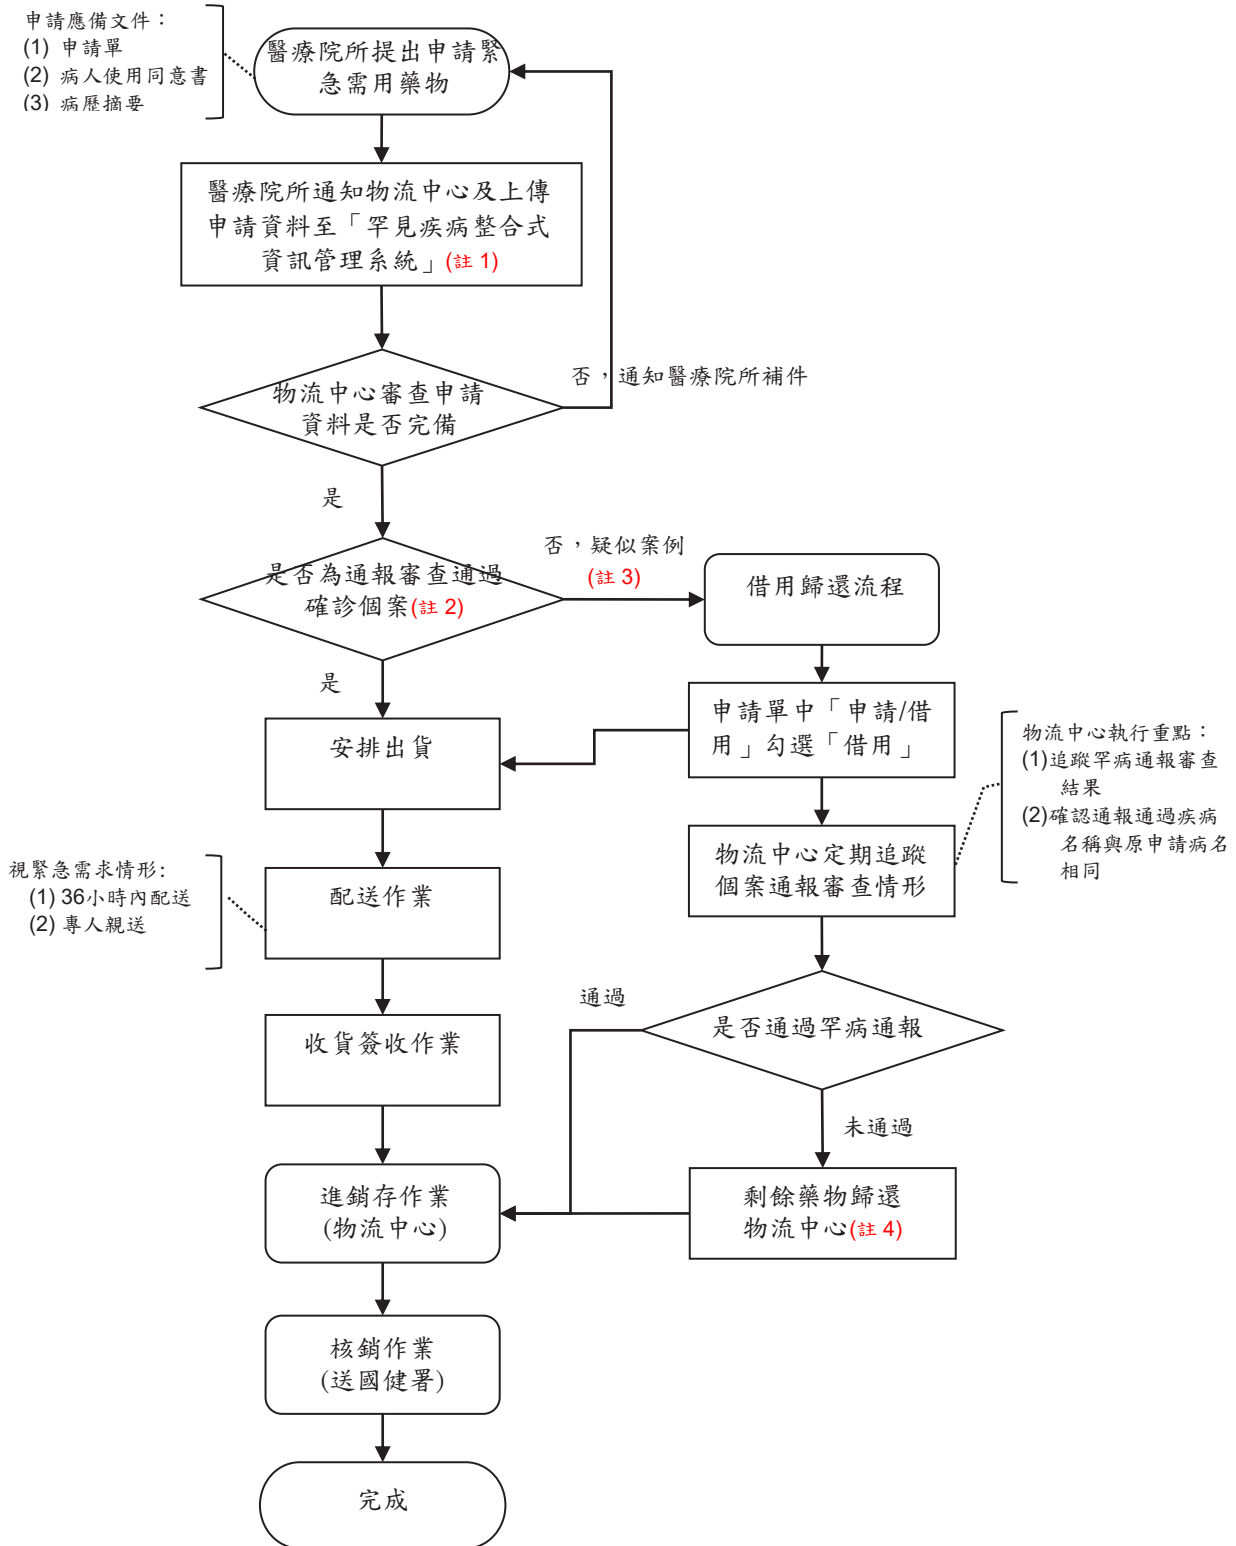 申請應備文件：
(1) 申請單
(2) 病人使用同意書
(3) 病歷摘要
醫療院所提出申請緊
急需用藥物
醫療院所通知物流中心及上傳
申請資料至「罕見疾病整合式
資訊管理系統」(註 1)
物流中心審查申請
資料是否完備
否，通知醫療院所補件
是
是否為通報審查通過
確診個案(註 2)
否，疑似案例
(註 3)
借用歸還流程
是
安排出貨
申請單中「申請/借
用」勾選「借用」
物流中心執行重點：
(1)追蹤罕病通報審查
結果
(2)確認通報通過疾病
名稱與原申請病名
相同
物流中心定期追蹤
個案通報審查情形
視緊急需求情形:
(1) 36小時內配送
(2) 專人親送
配送作業
收貨簽收作業
通過
是否通過罕病通報
未通過
進銷存作業
(物流中心)
剩餘藥物歸還
物流中心(註 4)
核銷作業
(送國健署)
完成